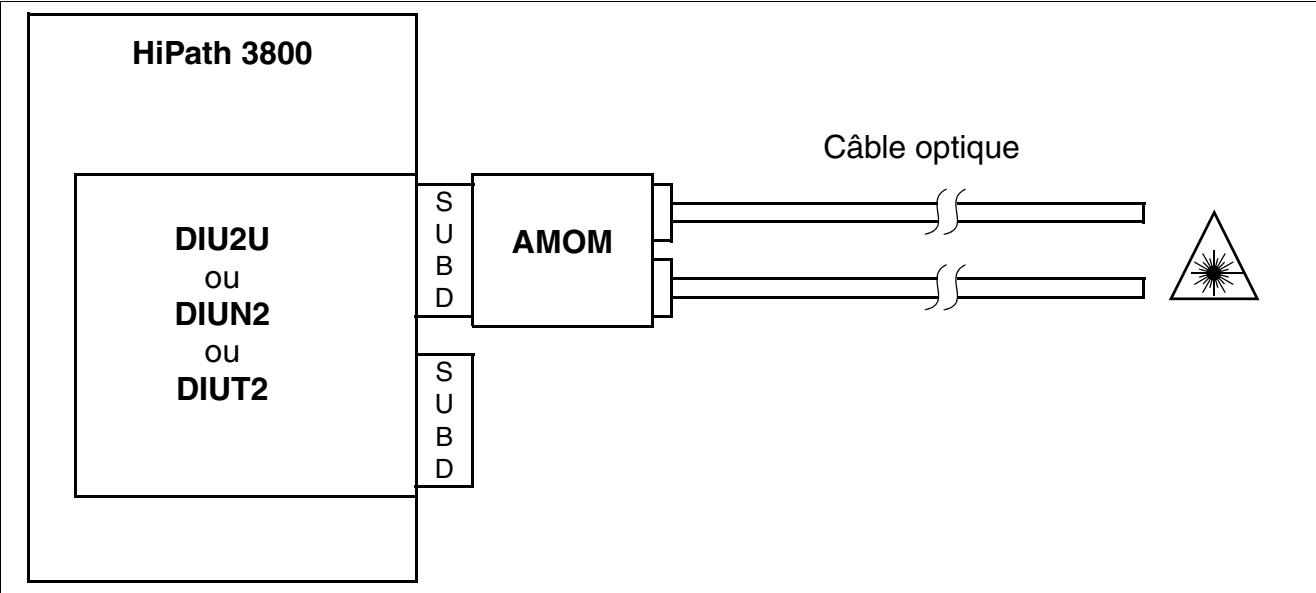 HiPath 3800
Câble optique
DIU2U
ou
DIUN2
ou
DIUT2
S
U
B
D
AMOM
S
U
B
D